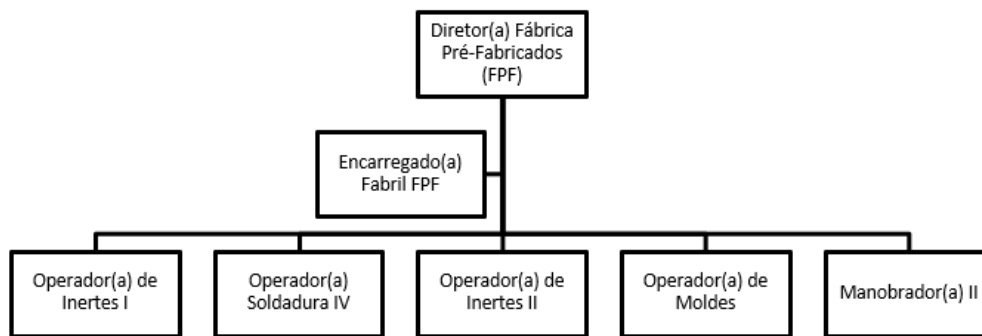 Diretor(a) Fábrica
Pré-Fabricados
(FPF)
Encarregado(a)
Fabril FPF
Operador(a) de
Inertes I
Operador(a)
Soldadura IV
Operador(a) de
Inertes II
Operador(a) de
Moldes
Manobrador(a) II